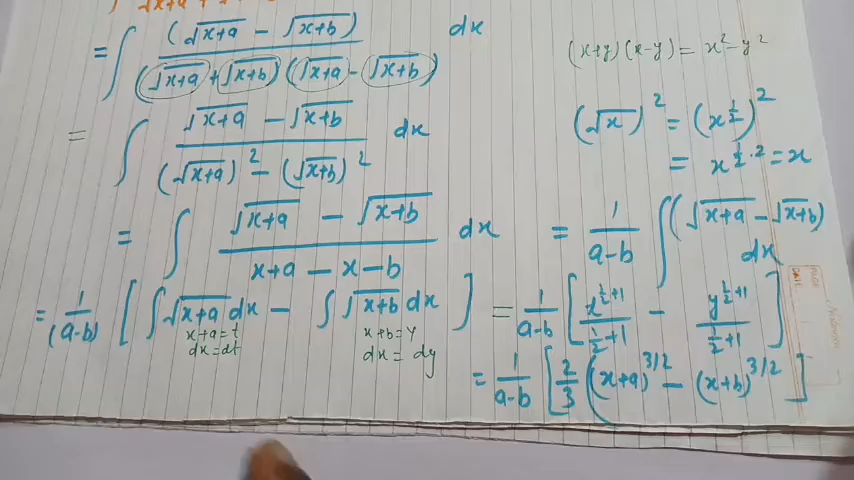 √x+a + √
= ∫ (√x+a - √x+b) / (√x+a + √x+b) (√x+a - √x+b) dx
(x+y)(x-y) = x²-y²
= ∫ √x+a - √x+b / (√x+a)² - (√x+b)² dx
(√x)² = (x^½)²
= x^½·² = x
= ∫ √x+a - √x+b / x+a - x-b dx
= 1/a-b ∫ (√x+a - √x+b) dx
= 1/(a-b) [ ∫ √x+a dx - ∫ √x+b dx ]
x+a = t
dx = dt
x+b = y
dx = dy
= 1/a-b [ x^½+1 / ½+1 - y^½+1 / ½+1 ]
= 1/a-b [ 2/3 ( (x+a)^3/2 - (x+b)^3/2 ]
DATE